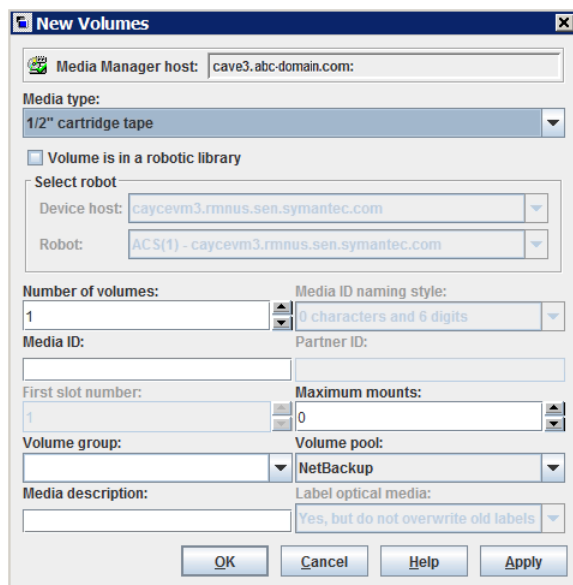 New Volumes
Media Manager host: cave3.abc-domain.com:
Media type:
1/2" cartridge tape
Volume is in a robotic library
Select robot
Device host: caycevm3.rmnus.sen.symantec.com
Robot: ACS(1) - caycevm3.rmnus.sen.symantec.com
Number of volumes: Media ID naming style:
1 0 characters and 6 digits
Media ID: Partner ID:
First slot number: Maximum mounts:
1 0
Volume group: Volume pool:
NetBackup
Media description: Label optical media:
Yes, but do not overwrite old labels
OK Cancel Help Apply